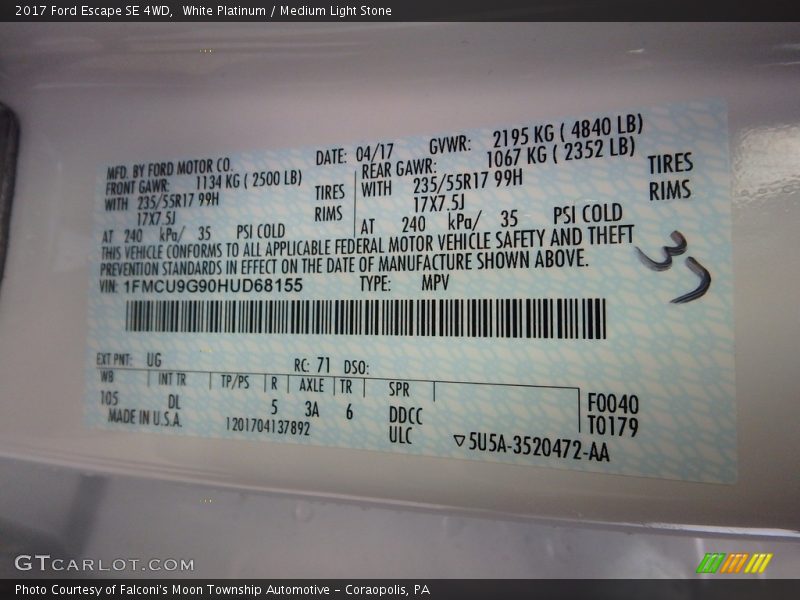 2017 Ford Escape SE 4WD,  White Platinum / Medium Light Stone
MFD. BY FORD MOTOR CO. DATE: 04/17 GVWR: 2195 KG ( 4840 LB)
FRONT GAWR: 1134 KG ( 2500 LB) REAR GAWR: 1067 KG ( 2352 LB)
WITH 235/55R17 99H TIRES WITH 235/55R17 99H TIRES
17X7.5J RIMS 17X7.5J RIMS
AT 240 kPa/ 35 PSI COLD AT 240 kPa/ 35 PSI COLD
THIS VEHICLE CONFORMS TO ALL APPLICABLE FEDERAL MOTOR VEHICLE SAFETY AND THEFT
PREVENTION STANDARDS IN EFFECT ON THE DATE OF MANUFACTURE SHOWN ABOVE.
VIN: 1FMCU9G90HUD68155 TYPE: MPV
EXT PNT: UG RC: 71 DSO:
WB INT TR TP/PS R AXLE TR SPR
105 DL 5 3A 6 DDCC F0040
MADE IN U.S.A. 1201704137892 ULC T0179
▽5U5A-3520472-AA
GTCARLOT.COM
Photo Courtesy of Falconi's Moon Township Automotive - Coraopolis, PA